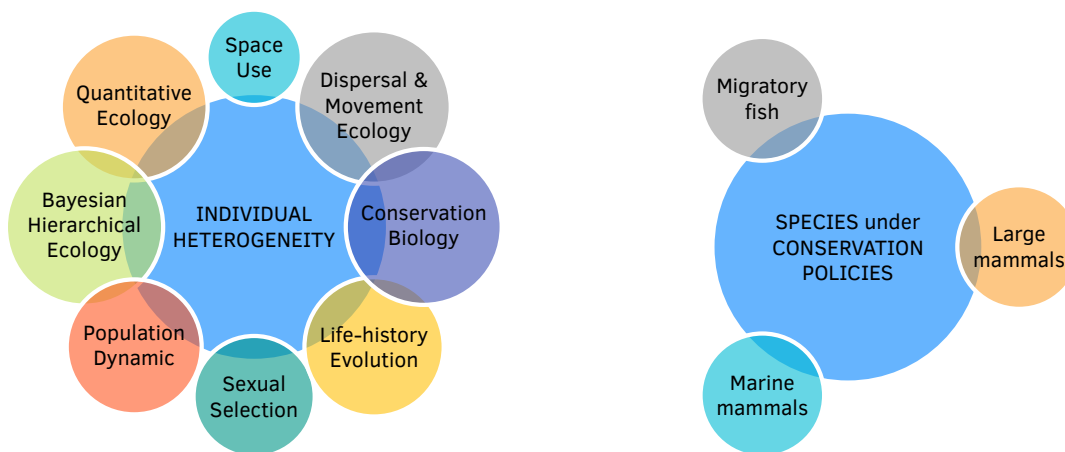 Space
Use
Quantitative
Ecology
Dispersal &
Movement
Ecology
Bayesian
Hierarchical
Ecology
INDIVIDUAL
HETEROGENEITY
Conservation
Biology
Population
Dynamic
Life-history
Evolution
Sexual
Selection
Migratory
fish
SPECIES under
CONSERVATION
POLICIES
Large
mammals
Marine
mammals